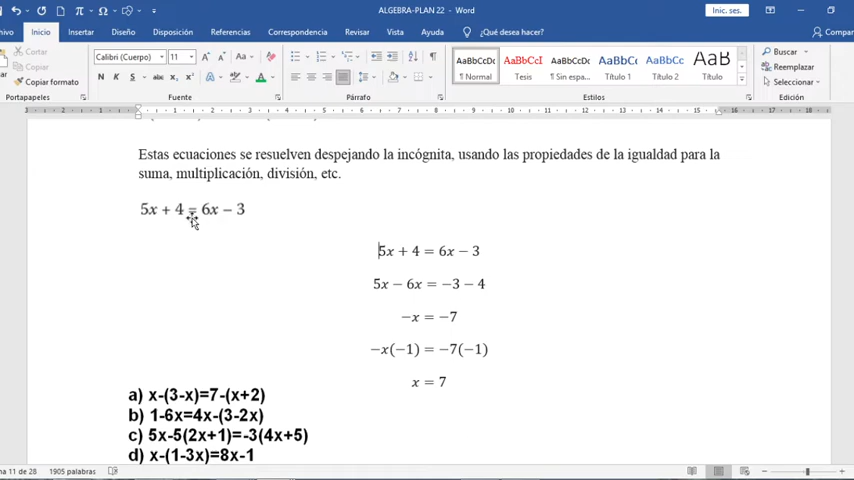 ALGEBRA-PLAN 22 - Word
Inic. ses.
Inicio Insertar Diseño Disposición Referencias Correspondencia Revisar Vista Ayuda ¿Qué desea hacer?
Cortar
Copiar
Copiar formato
Portapapeles
Calibri (Cuerpo) 11
Fuente
Párrafo
AaBbCcDc AaBbCcI AaBbCcDc AaBbC AaBbCc AaB
¶ Normal Tesis ¶ Sin espa... Título 1 Título 2 Título
Estilos
Buscar
Reemplazar
Seleccionar
Edición
Estas ecuaciones se resuelven despejando la incógnita, usando las propiedades de la igualdad para la
suma, multiplicación, división, etc.
5x + 4 = 6x − 3
5x + 4 = 6x − 3
5x − 6x = −3 − 4
−x = −7
−x(−1) = −7(−1)
x = 7
a) x-(3-x)=7-(x+2)
b) 1-6x=4x-(3-2x)
c) 5x-5(2x+1)=-3(4x+5)
d) x-(1-3x)=8x-1
11 de 28 1905 palabras